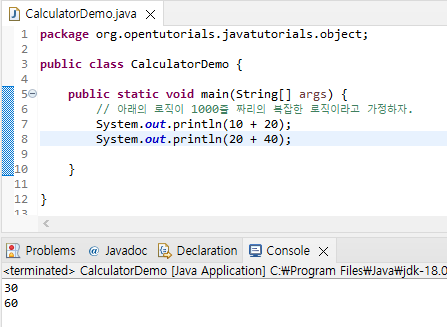 CalculatorDemo.java
1 package org.opentutorials.javatutorials.object;
2
3 public class CalculatorDemo {
4
5 public static void main(String[] args) {
6 // 아래의 로직이 1000줄 짜리의 복잡한 로직이라고 가정하자.
7 System.out.println(10 + 20);
8 System.out.println(20 + 40);
9
10 }
11
12 }
13
Problems @ Javadoc Declaration Console
<terminated> CalculatorDemo [Java Application] C:₩Program Files₩Java₩jdk-18.0
30
60